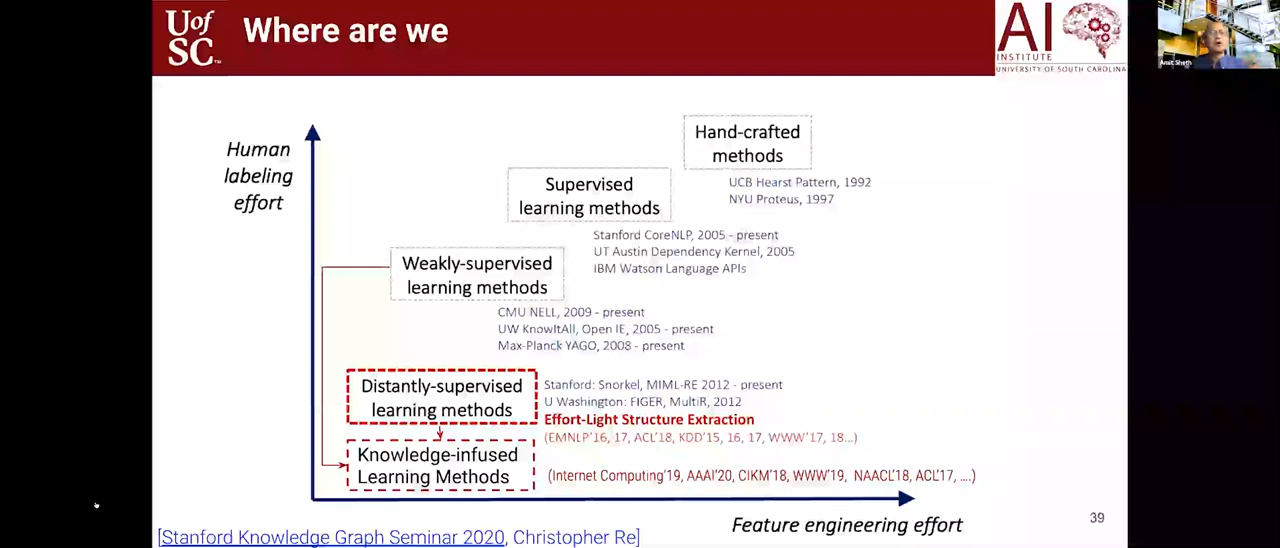 UofSC™
Where are we
AI
INSTITUTE
UNIVERSITY OF SOUTH CAROLINA
Amit Sheth
Human
labeling
effort
Hand-crafted
methods
UCB Hearst Pattern, 1992
NYU Proteus, 1997
Supervised
learning methods
Stanford CoreNLP, 2005 - present
UT Austin Dependency Kernel, 2005
IBM Watson Language APIs
Weakly-supervised
learning methods
CMU NELL, 2009 - present
UW KnowItAll, Open IE, 2005 - present
Max-Planck YAGO, 2008 - present
Distantly-supervised
learning methods
Stanford: Snorkel, MIML-RE 2012 - present
U Washington: FIGER, MultiR, 2012
Effort-Light Structure Extraction
(EMNLP'16, 17, ACL'18, KDD'15, 16, 17, WWW'17, 18…)
Knowledge-infused
Learning Methods
(Internet Computing'19, AAAI'20, CIKM'18, WWW'19, NAACL'18, ACL'17, ….)
Feature engineering effort
39
[Stanford Knowledge Graph Seminar 2020, Christopher Re]